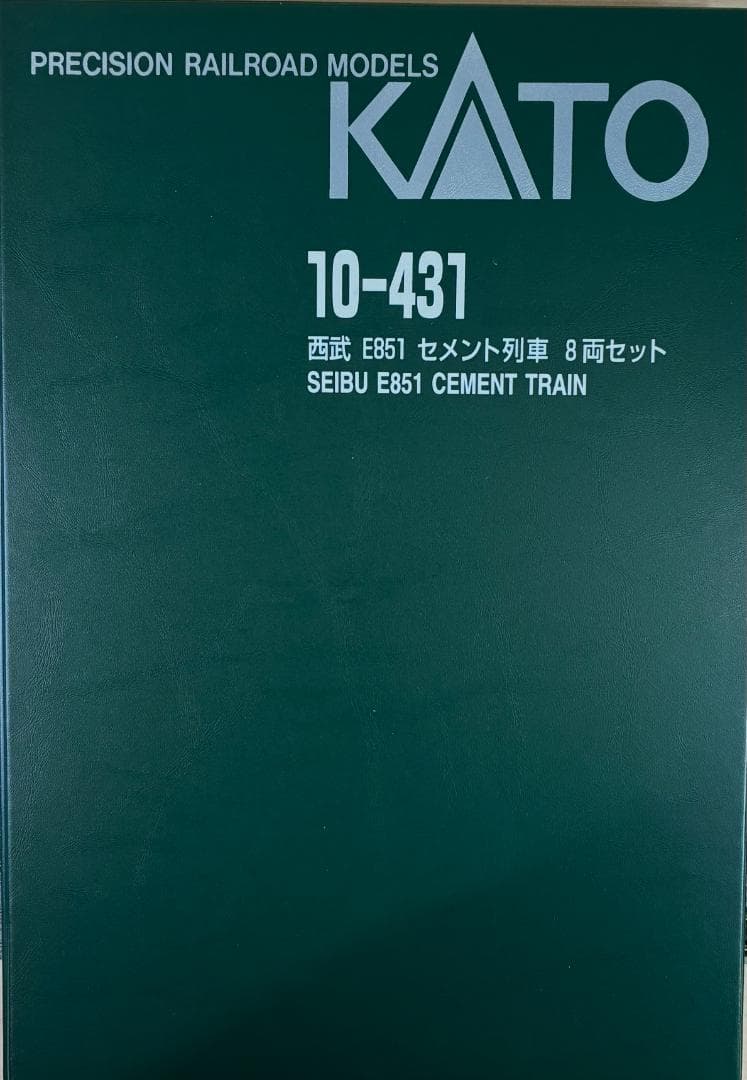 PRECISION RAILROAD MODELS
KATO
10-431
西武 E851 セメント列車 8両セット
SEIBU E851 CEMENT TRAIN